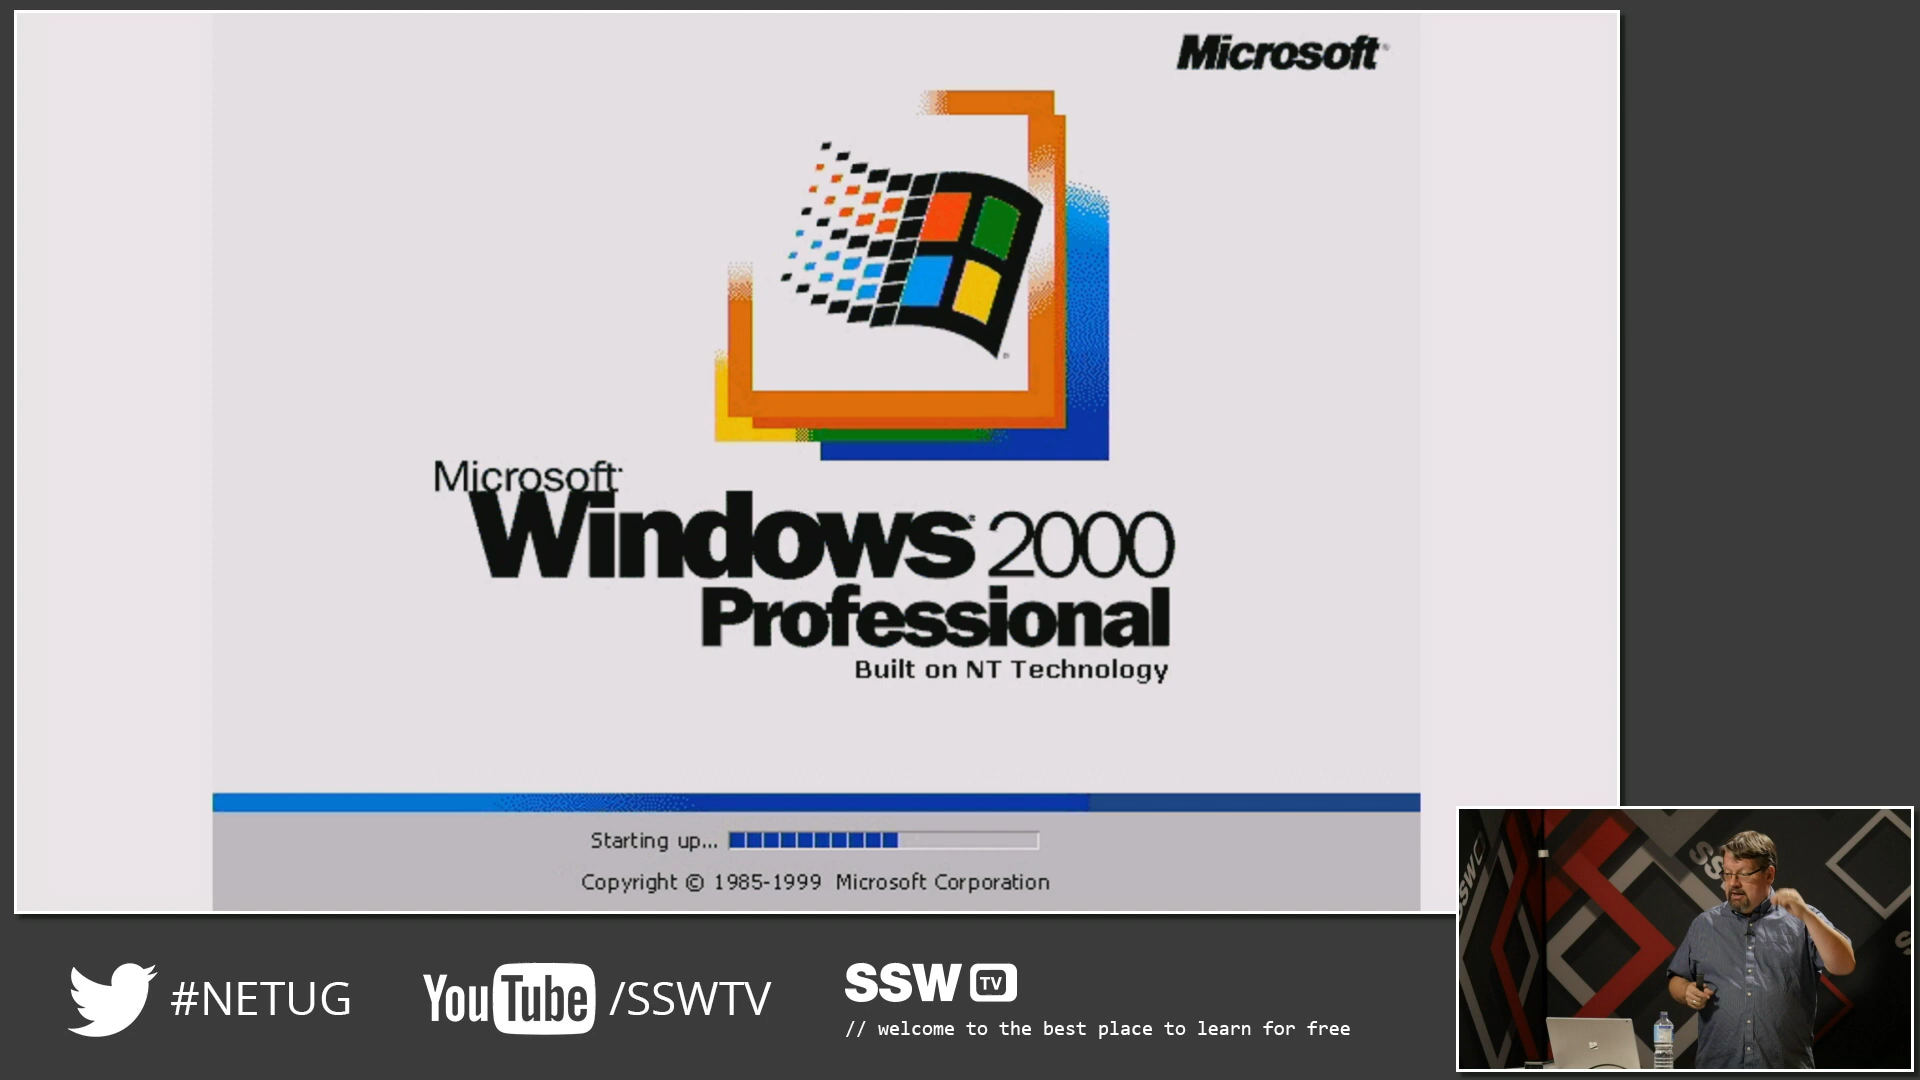 Microsoft®
Microsoft
Windows 2000
Professional
Built on NT Technology
Starting up...
Copyright © 1985-1999 Microsoft Corporation
#NETUG
YouTube /SSWTV
SSW TV
// welcome to the best place to learn for free
SSW